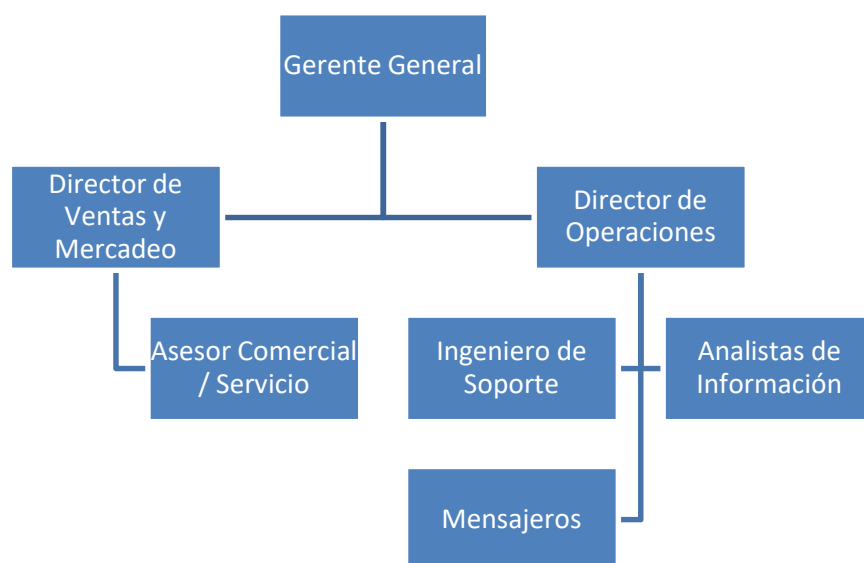 Gerente General
Director de
Ventas y
Mercadeo
Director de
Operaciones
Asesor Comercial
/ Servicio
Ingeniero de
Soporte
Analistas de
Información
Mensajeros